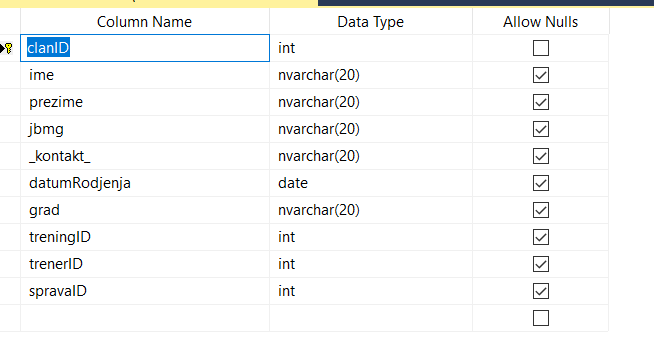 Column Name Data Type Allow Nulls
clanID int
ime nvarchar(20)
prezime nvarchar(20)
jbmg nvarchar(20)
_kontakt_ nvarchar(20)
datumRodjenja date
grad nvarchar(20)
treningID int
trenerID int
spravaID int